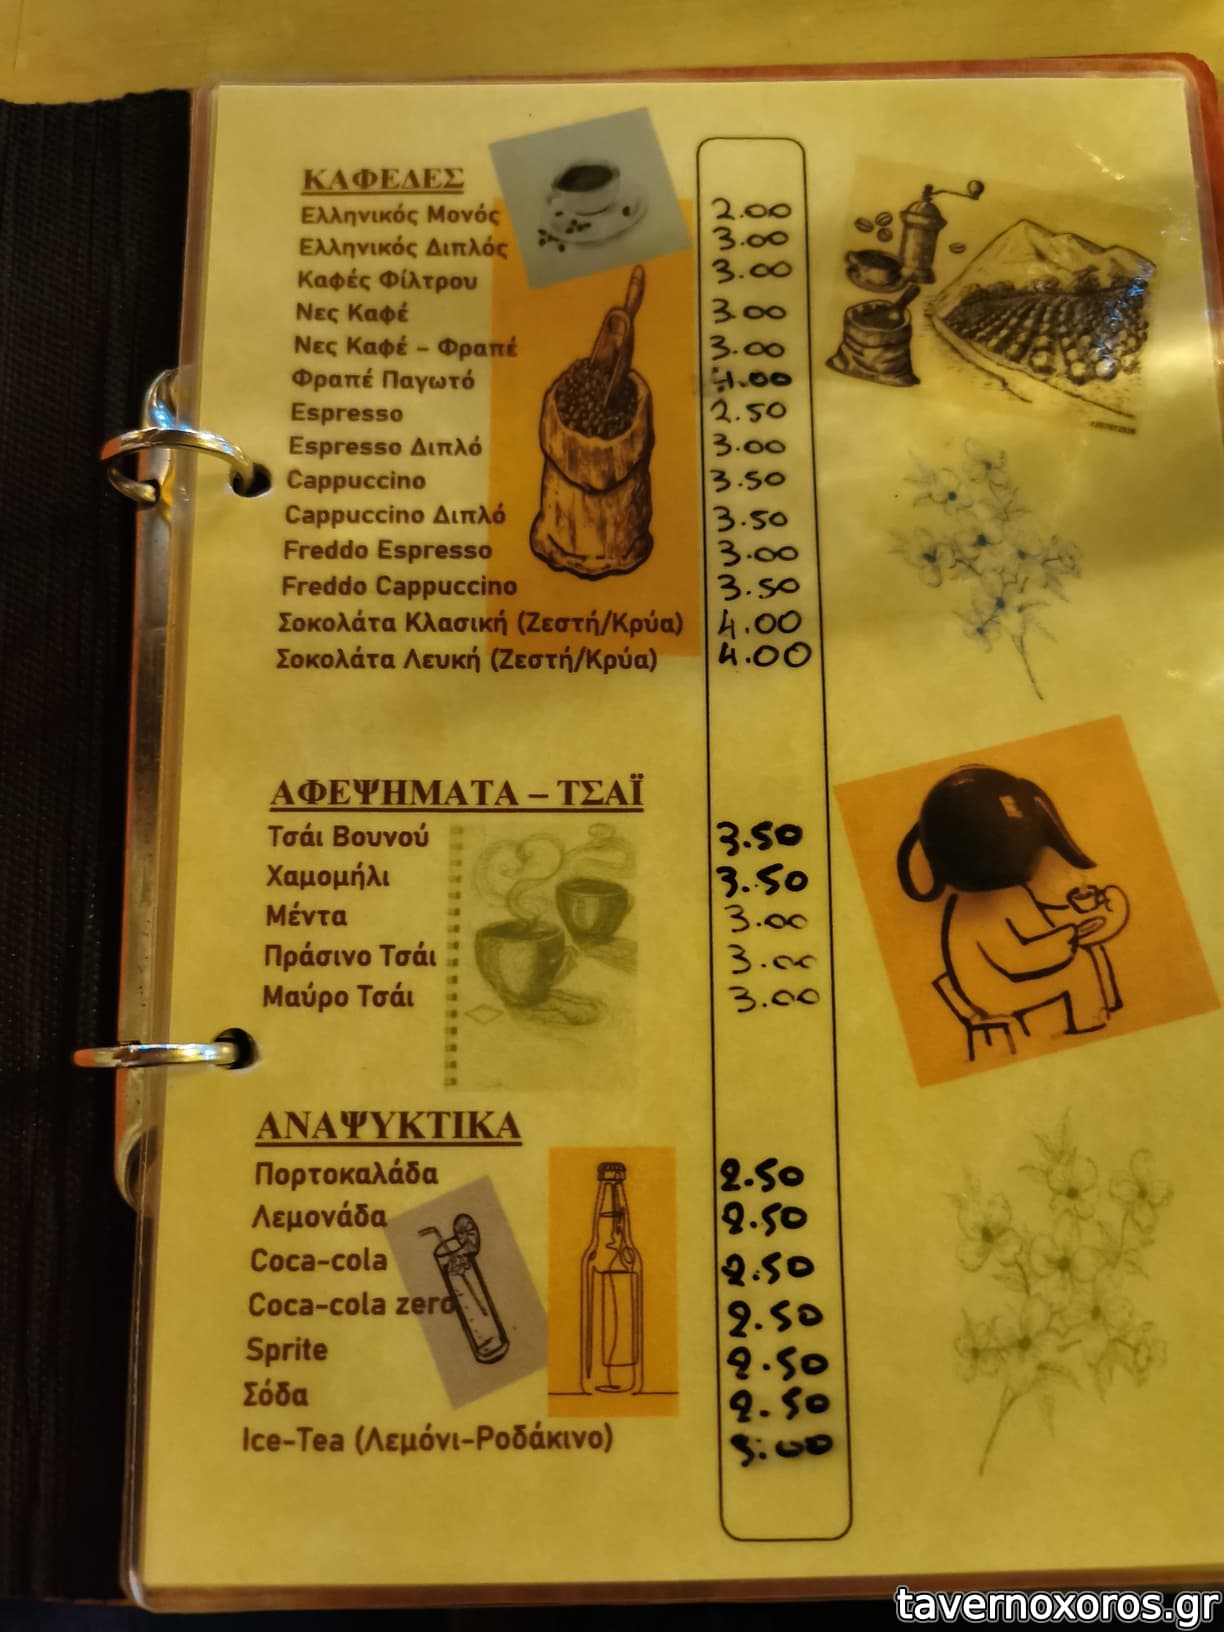 ΚΑΦΕΔΕΣ
Ελληνικός Μονός 2.00
Ελληνικός Διπλός 3.00
Καφές Φίλτρου 3.00
Νες Καφέ 3.00
Νες Καφέ – Φραπέ 3.00
Φραπέ Παγωτό 4.00
Espresso 2.50
Espresso Διπλό 3.00
Cappuccino 3.50
Cappuccino Διπλό 3.50
Freddo Espresso 3.00
Freddo Cappuccino 3.50
Σοκολάτα Κλασική (Ζεστή/Κρύα) 4.00
Σοκολάτα Λευκή (Ζεστή/Κρύα) 4.00
ΑΦΕΨΗΜΑΤΑ – ΤΣΑΪ
Τσάι Βουνού 3.50
Χαμομήλι 3.50
Μέντα 3.00
Πράσινο Τσάι 3.00
Μαύρο Τσάι 3.00
ΑΝΑΨΥΚΤΙΚΑ
Πορτοκαλάδα 2.50
Λεμονάδα 2.50
Coca-cola 2.50
Coca-cola zero 2.50
Sprite 2.50
Σόδα 2.50
Ice-Tea (Λεμόνι-Ροδάκινο)
tavernoxoros.gr